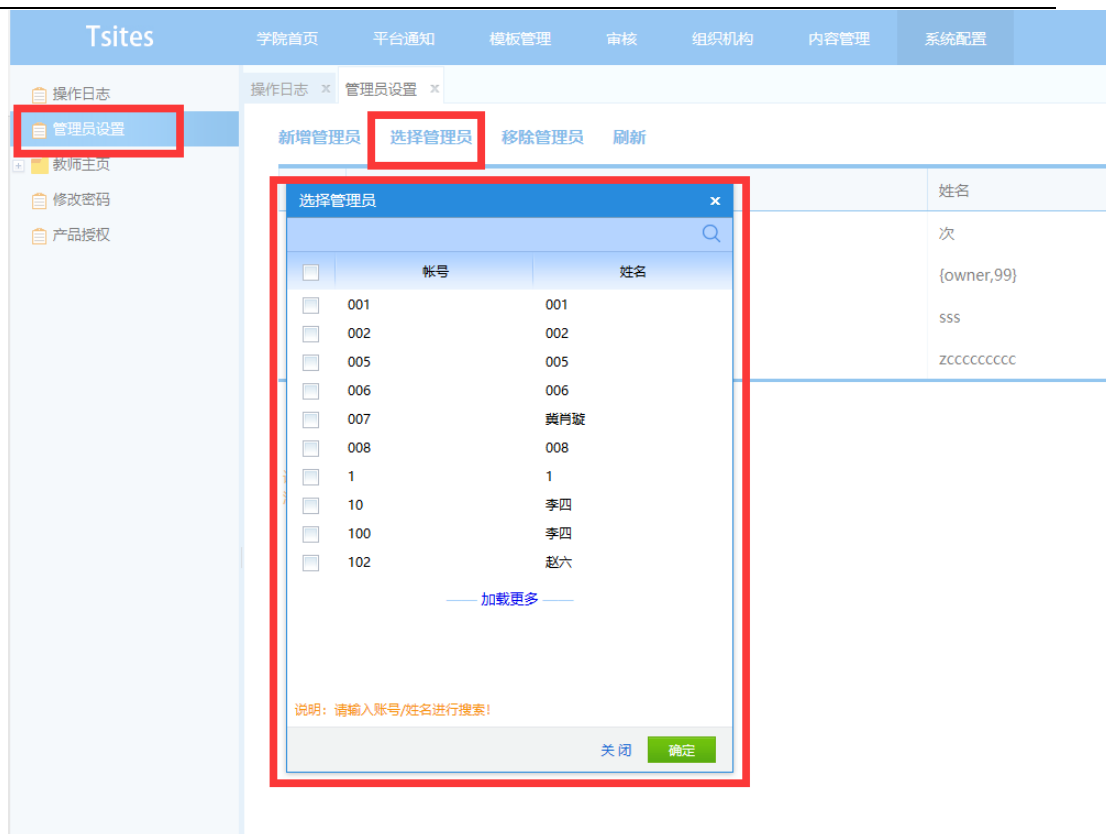 Tsites 学院首页 平台通知 模板管理 审核 组织机构 内容管理 系统配置
操作日志
管理员设置
教师主页
修改密码
产品授权
操作日志 x 管理员设置 x
新增管理员 选择管理员 移除管理员 刷新
姓名
次
{owner,99}
sss
zcccccccccc
选择管理员 x
帐号 姓名
001 001
002 002
005 005
006 006
007 冀肖璇
008 008
1 1
10 李四
100 李四
102 赵六
加载更多
说明：请输入账号/姓名进行搜索！
关闭 确定